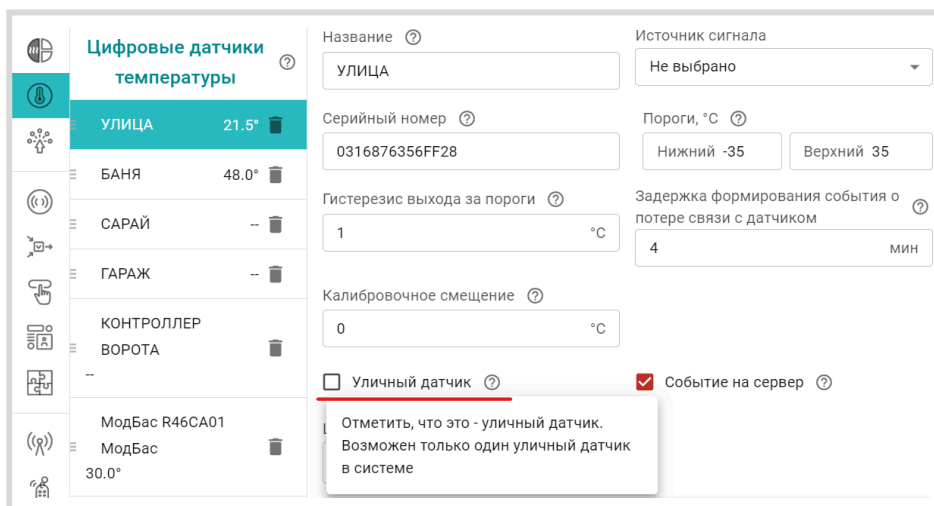 Цифровые датчики
температуры
УЛИЦА 21.5°
БАНЯ 48.0°
САРАЙ --
ГАРАЖ --
КОНТРОЛЛЕР
ВОРОТА
--
МодБас R46CA01
МодБас
30.0°
Название
УЛИЦА
Источник сигнала
Не выбрано
Серийный номер
0316876356FF28
Пороги, °C
Нижний -35
Верхний 35
Гистерезис выхода за пороги
1 °C
Задержка формирования события о
потере связи с датчиком
4 мин
Калибровочное смещение
0 °C
Уличный датчик
Событие на сервер
Отметить, что это - уличный датчик.
Возможен только один уличный датчик
в системе